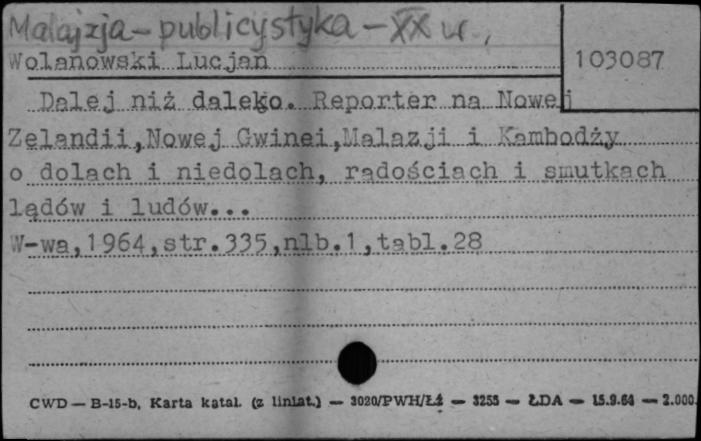 Malajzja - publicystyka - XX w.,
Wolanowski Lucjan
103087
Dalej niż daleko. Reporter na Nowej
Zelandii,Nowej Gwinei,Malazji i Kambodży
o dolach i niedolach, radościach i smutkach
lądów i ludów...
W-wa,1964,str.335,nlb.1,tabl.28
CWD — B-15-b, Karta katal. (z liniat.) — 3020/PWH/Łź — 3255 — ŁDA — 15.9.64 — 2.000.